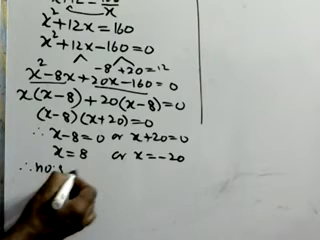 x² + 12x = 160
x² + 12x - 160 = 0
-8 + 20 = 12
x² - 8x + 20x - 160 = 0
x(x-8) + 20(x-8) = 0
(x-8)(x+20) = 0
∴ x-8 = 0 or x+20 = 0
x = 8 or x = -20
∴ no: